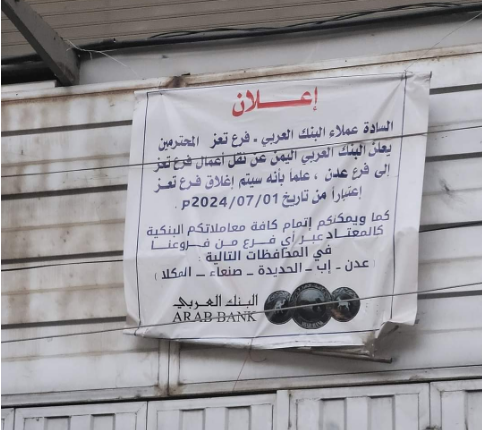 إعلان
السادة عملاء البنك العربي - فرع تعز المحترمين
يعلن البنك العربي اليمن عن نقل أعمال فرع تعز
إلى فرع عدن ، علماً بأنه سيتم إغلاق فرع تعز
إعتباراً من تاريخ 2024/07/01م
كما ويمكنكم إتمام كافة معاملاتكم البنكية
كالمعتاد عبر أي فرع من فروعنا
في المحافظات التالية :
( عدن - إب - الحديدة - صنعاء - المكلا )
البنك العربي
ARAB BANK